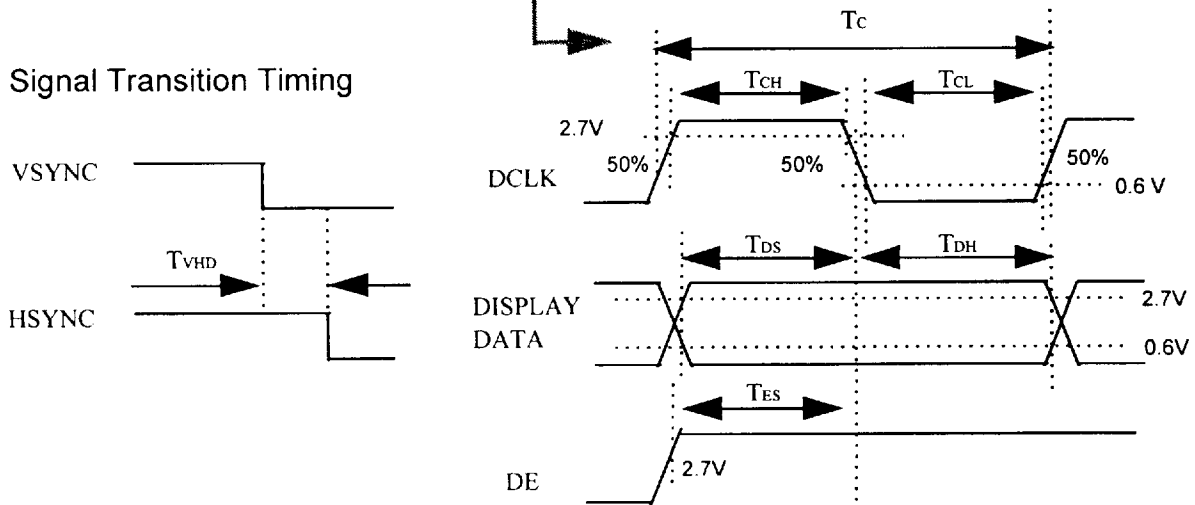 Tc
Signal Transition Timing
TCH
TCL
2.7V
VSYNC
50%
50%
50%
DCLK
0.6 V
TVHD
TDS
TDH
HSYNC
DISPLAY
DATA
2.7V
0.6V
TES
2.7V
DE